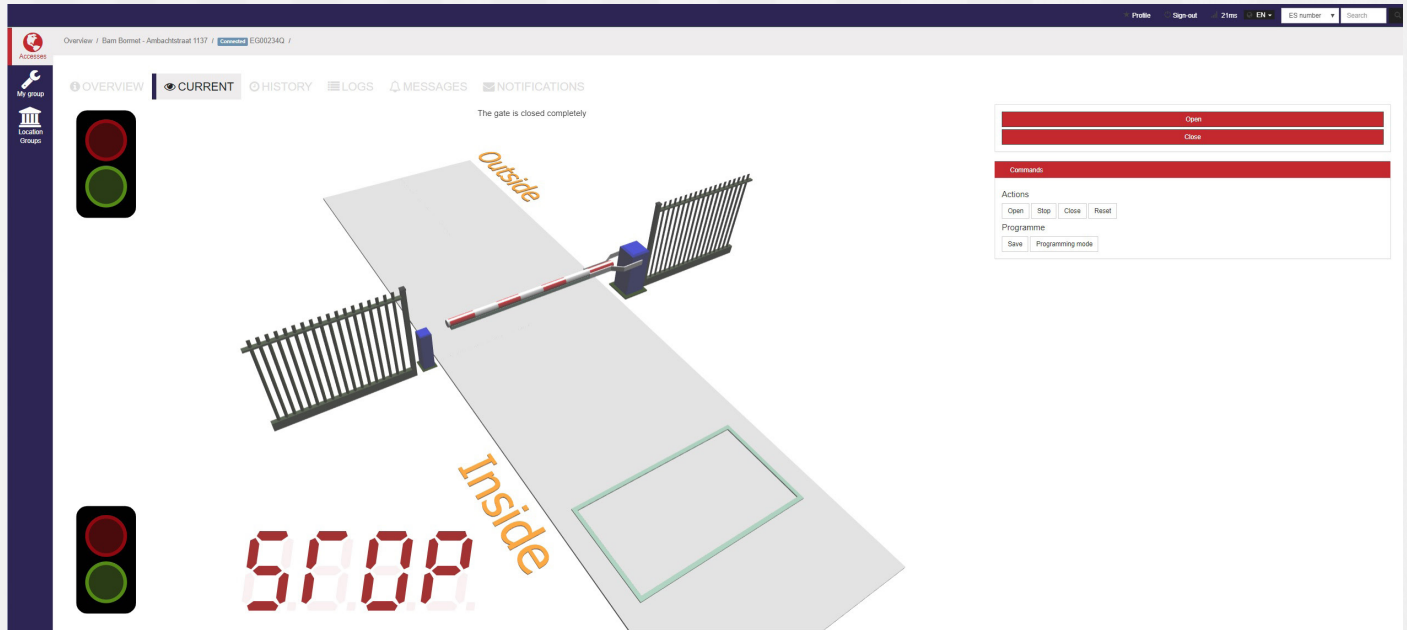 Profile Sign-out 21ms EN ES number Search
Accesses
Overview / Bam Bormet - Ambachtstraat 1137 / Connected EG00234Q /
My group
Location
Groups
OVERVIEW CURRENT HISTORY LOGS MESSAGES NOTIFICATIONS
The gate is closed completely
Open
Close
Commands
Actions
Open Stop Close Reset
Programme
Save Programming mode
Outside
Inside
STOP